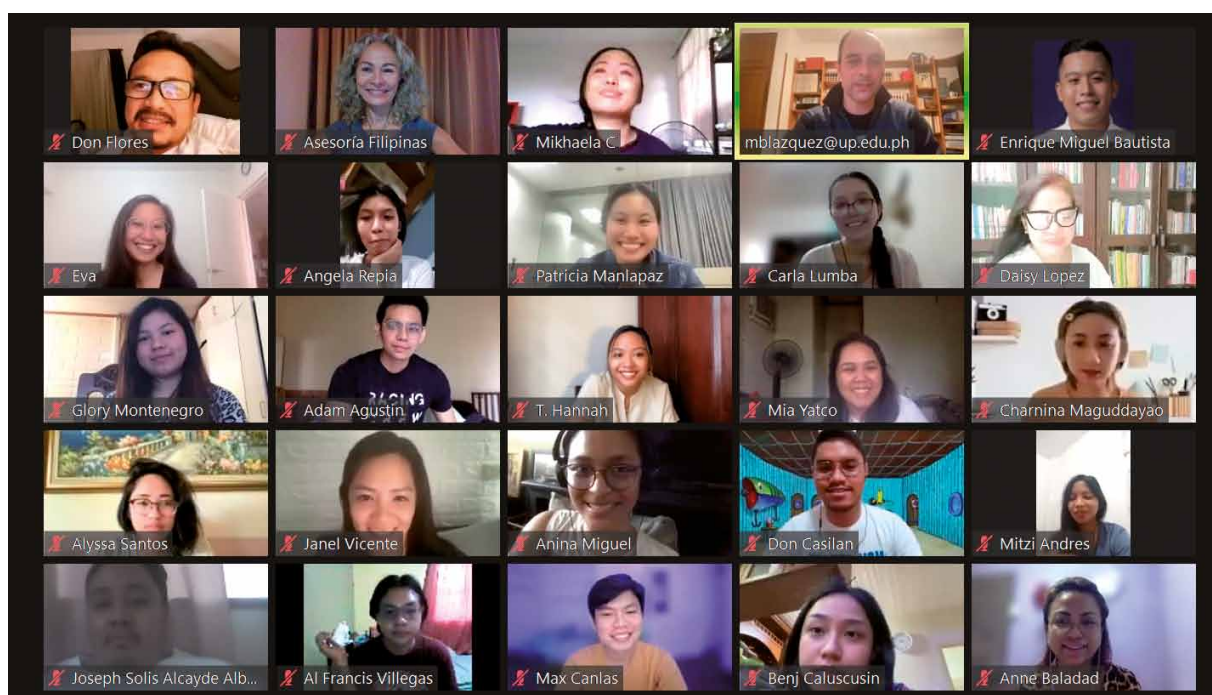 Don Flores
Asesoría Filipinas
Mikhaela C
mblazquez@up.edu.ph
Enrique Miguel Bautista
Eva
Angela Repia
Patricia Manlapaz
Carla Lumba
Daisy Lopez
Glory Montenegro
Adam Agustin
T. Hannah
Mia Yatco
Charnina Maguddayao
Alyssa Santos
Janel Vicente
Anina Miguel
Don Casilan
Mitzi Andres
Joseph Solis Alcayde Alb...
Al Francis Villegas
Max Canlas
Benj Caluscusin
Anne Baladad